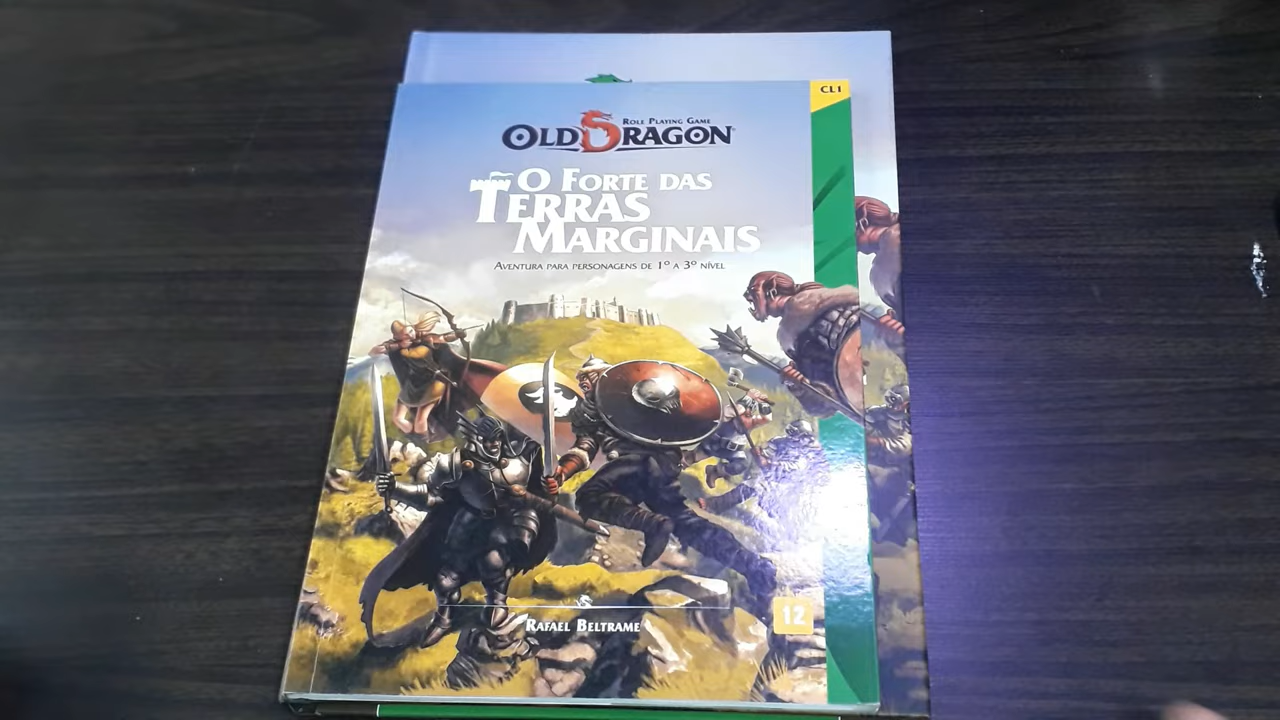 CL1
ROLE PLAYING GAME
OLD DRAGON
O FORTE DAS
TERRAS
MARGINAIS
AVENTURA PARA PERSONAGENS DE 1º A 3º NÍVEL
RAFAEL BELTRAME
12